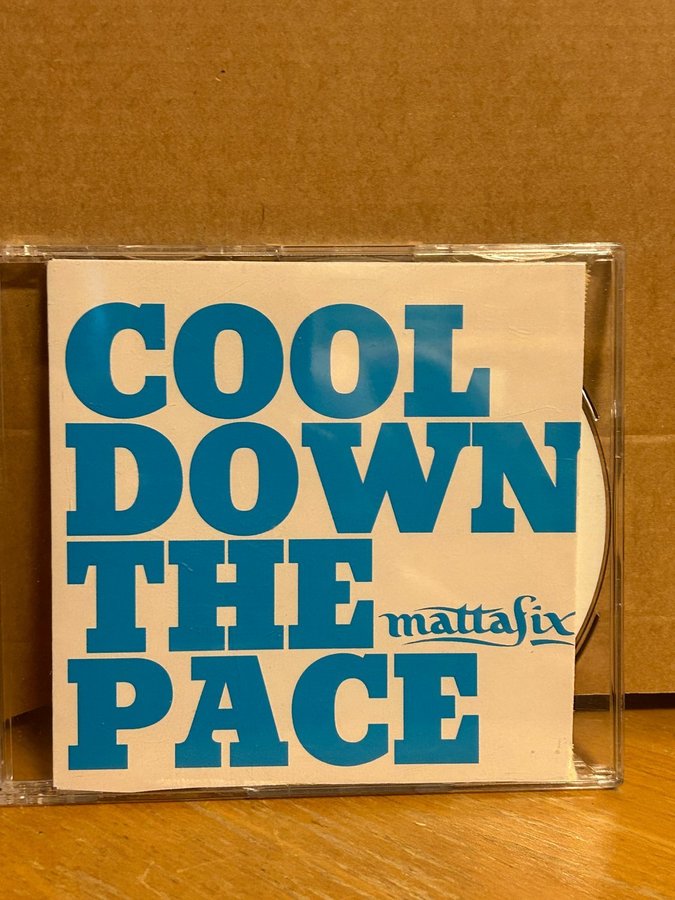 COOL
DOWN
THE
mattafix
PACE